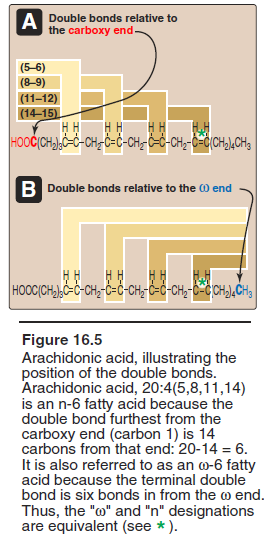 A Double bonds relative to
the carboxy end
(5–6)
(8–9)
(11–12)
(14–15)
H H H H H H H H
HOOC(CH₂)₃C=C-CH₂-C=C-CH₂-C=C-CH₂-C=C(CH₂)₄CH₃
*
B Double bonds relative to the (ω) end
H H H H H H H H
HOOC(CH₂)₃C=C-CH₂-C=C-CH₂-C=C-CH₂-C=C(CH₂)₄CH₃
*
Figure 16.5
Arachidonic acid, illustrating the
position of the double bonds.
Arachidonic acid, 20:4(5,8,11,14)
is an n-6 fatty acid because the
double bond furthest from the
carboxy end (carbon 1) is 14
carbons from that end: 20-14 = 6.
It is also referred to as an ω-6 fatty
acid because the terminal double
bond is six bonds in from the ω end.
Thus, the "ω" and "n" designations
are equivalent (see * ).